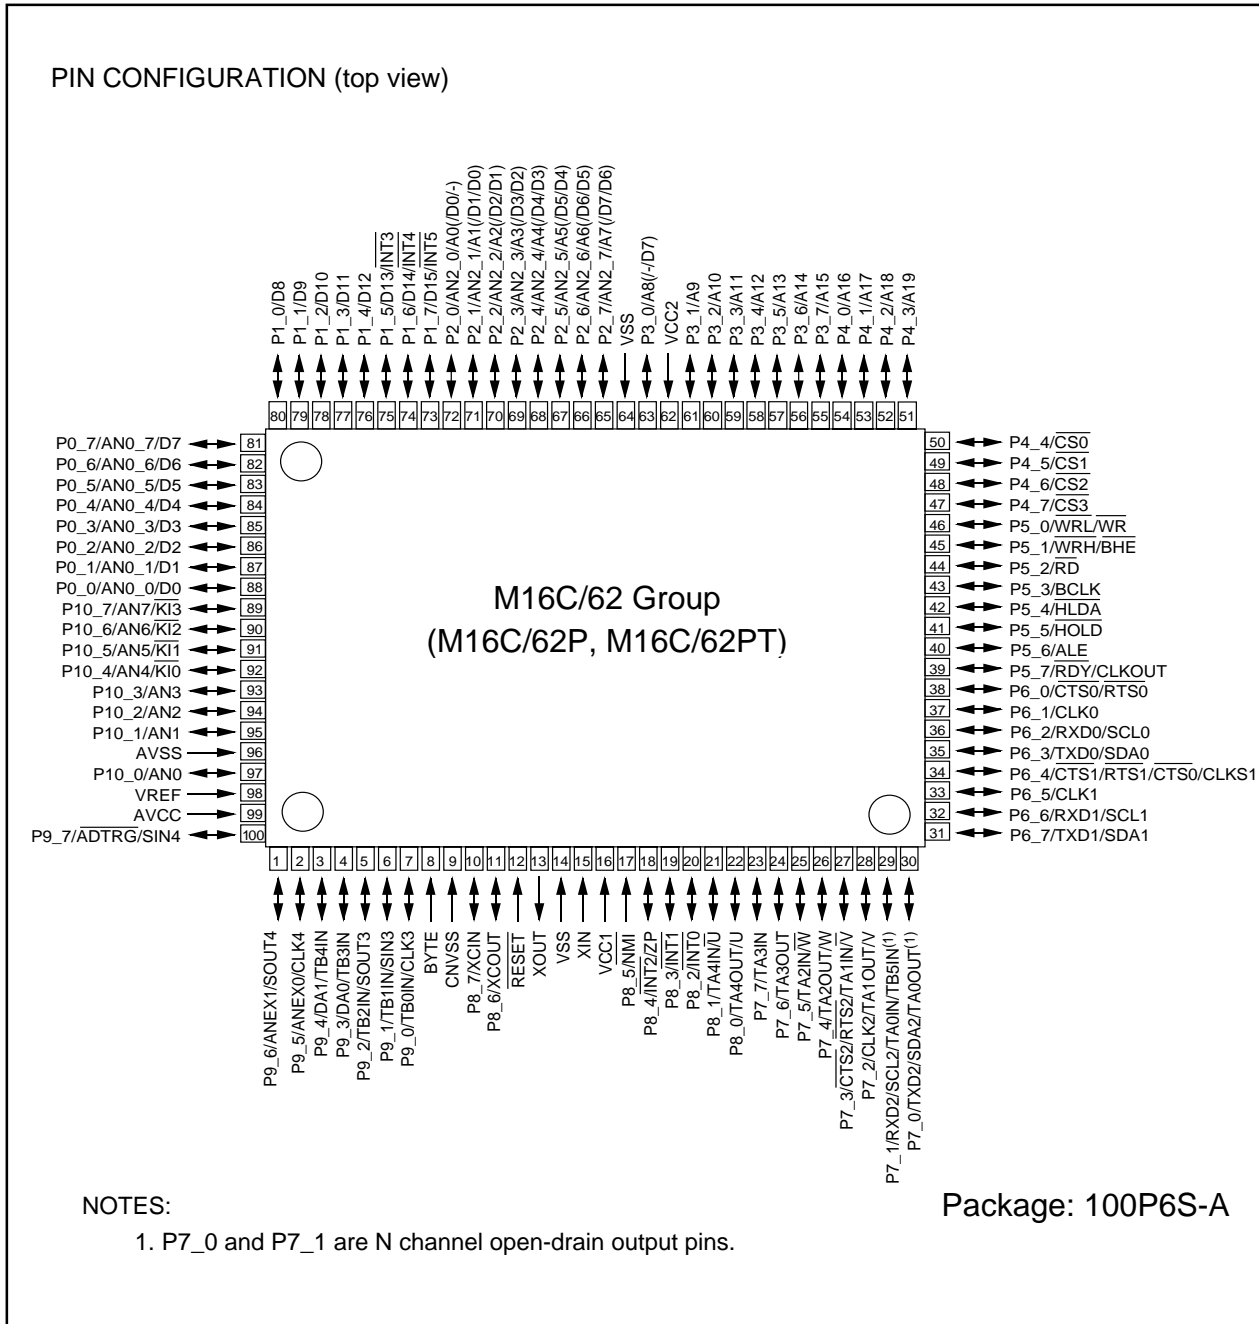 PIN CONFIGURATION (top view)
P1_0/D8
P1_1/D9
P1_2/D10
P1_3/D11
P1_4/D12
P1_5/D13/INT3
P1_6/D14/INT4
P1_7/D15/INT5
P2_0/AN2_0/A0(/D0/-)
P2_1/AN2_1/A1(/D1/D0)
P2_2/AN2_2/A2(/D2/D1)
P2_3/AN2_3/A3(/D3/D2)
P2_4/AN2_4/A4(/D4/D3)
P2_5/AN2_5/A5(/D5/D4)
P2_6/AN2_6/A6(/D6/D5)
P2_7/AN2_7/A7(/D7/D6)
VSS
P3_0/A8(/-/D7)
VCC2
P3_1/A9
P3_2/A10
P3_3/A11
P3_4/A12
P3_5/A13
P3_6/A14
P3_7/A15
P4_0/A16
P4_1/A17
P4_2/A18
P4_3/A19
80 79 78 77 76 75 74 73 72 71 70 69 68 67 66 65 64 63 62 61 60 59 58 57 56 55 54 53 52 51
P0_7/AN0_7/D7 81
P0_6/AN0_6/D6 82
P0_5/AN0_5/D5 83
P0_4/AN0_4/D4 84
P0_3/AN0_3/D3 85
P0_2/AN0_2/D2 86
P0_1/AN0_1/D1 87
P0_0/AN0_0/D0 88
P10_7/AN7/KI3 89
P10_6/AN6/KI2 90
P10_5/AN5/KI1 91
P10_4/AN4/KI0 92
P10_3/AN3 93
P10_2/AN2 94
P10_1/AN1 95
AVSS 96
P10_0/AN0 97
VREF 98
AVCC 99
P9_7/ADTRG/SIN4 100
M16C/62 Group
(M16C/62P, M16C/62PT)
50 P4_4/CS0
49 P4_5/CS1
48 P4_6/CS2
47 P4_7/CS3
46 P5_0/WRL/WR
45 P5_1/WRH/BHE
44 P5_2/RD
43 P5_3/BCLK
42 P5_4/HLDA
41 P5_5/HOLD
40 P5_6/ALE
39 P5_7/RDY/CLKOUT
38 P6_0/CTS0/RTS0
37 P6_1/CLK0
36 P6_2/RXD0/SCL0
35 P6_3/TXD0/SDA0
34 P6_4/CTS1/RTS1/CTS0/CLKS1
33 P6_5/CLK1
32 P6_6/RXD1/SCL1
31 P6_7/TXD1/SDA1
1 2 3 4 5 6 7 8 9 10 11 12 13 14 15 16 17 18 19 20 21 22 23 24 25 26 27 28 29 30
P9_6/ANEX1/SOUT4
P9_5/ANEX0/CLK4
P9_4/DA1/TB4IN
P9_3/DA0/TB3IN
P9_2/TB2IN/SOUT3
P9_1/TB1IN/SIN3
P9_0/TB0IN/CLK3
BYTE
CNVSS
P8_7/XCIN
P8_6/XCOUT
RESET
XOUT
VSS
XIN
VCC1
P8_5/NMI
P8_4/INT2/ZP
P8_3/INT1
P8_2/INT0
P8_1/TA4IN/U
P8_0/TA4OUT/U
P7_7/TA3IN
P7_6/TA3OUT
P7_5/TA2IN/W
P7_4/TA2OUT/W
P7_3/CTS2/RTS2/TA1IN/V
P7_2/CLK2/TA1OUT/V
P7_1/RXD2/SCL2/TA0IN/TB5IN(1)
P7_0/TXD2/SDA2/TA0OUT(1)
NOTES:
1. P7_0 and P7_1 are N channel open-drain output pins.
Package: 100P6S-A